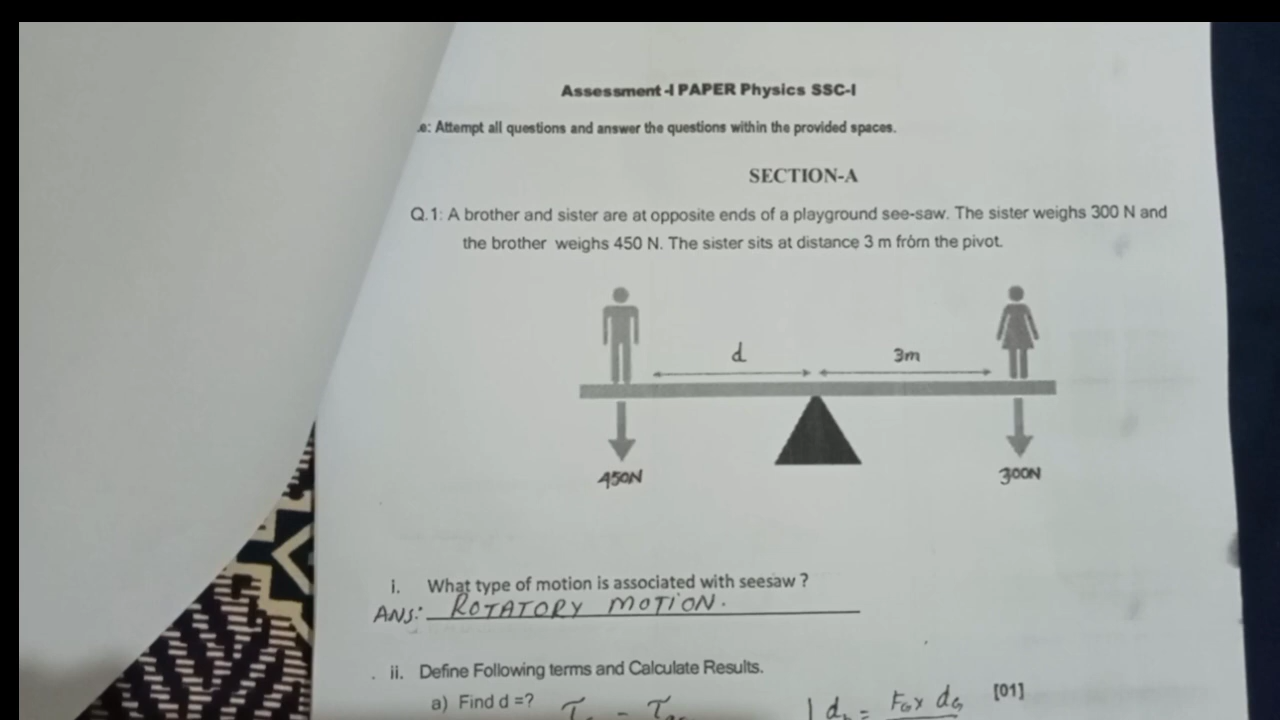 Assessment-I PAPER Physics SSC-I
e: Attempt all questions and answer the questions within the provided spaces.
SECTION-A
Q.1: A brother and sister are at opposite ends of a playground see-saw. The sister weighs 300 N and
the brother weighs 450 N. The sister sits at distance 3 m from the pivot.
d 3m
450N 300N
i. What type of motion is associated with seesaw ?
ANS: ROTATORY MOTION.
ii. Define Following terms and Calculate Results.
a) Find d =? [01]